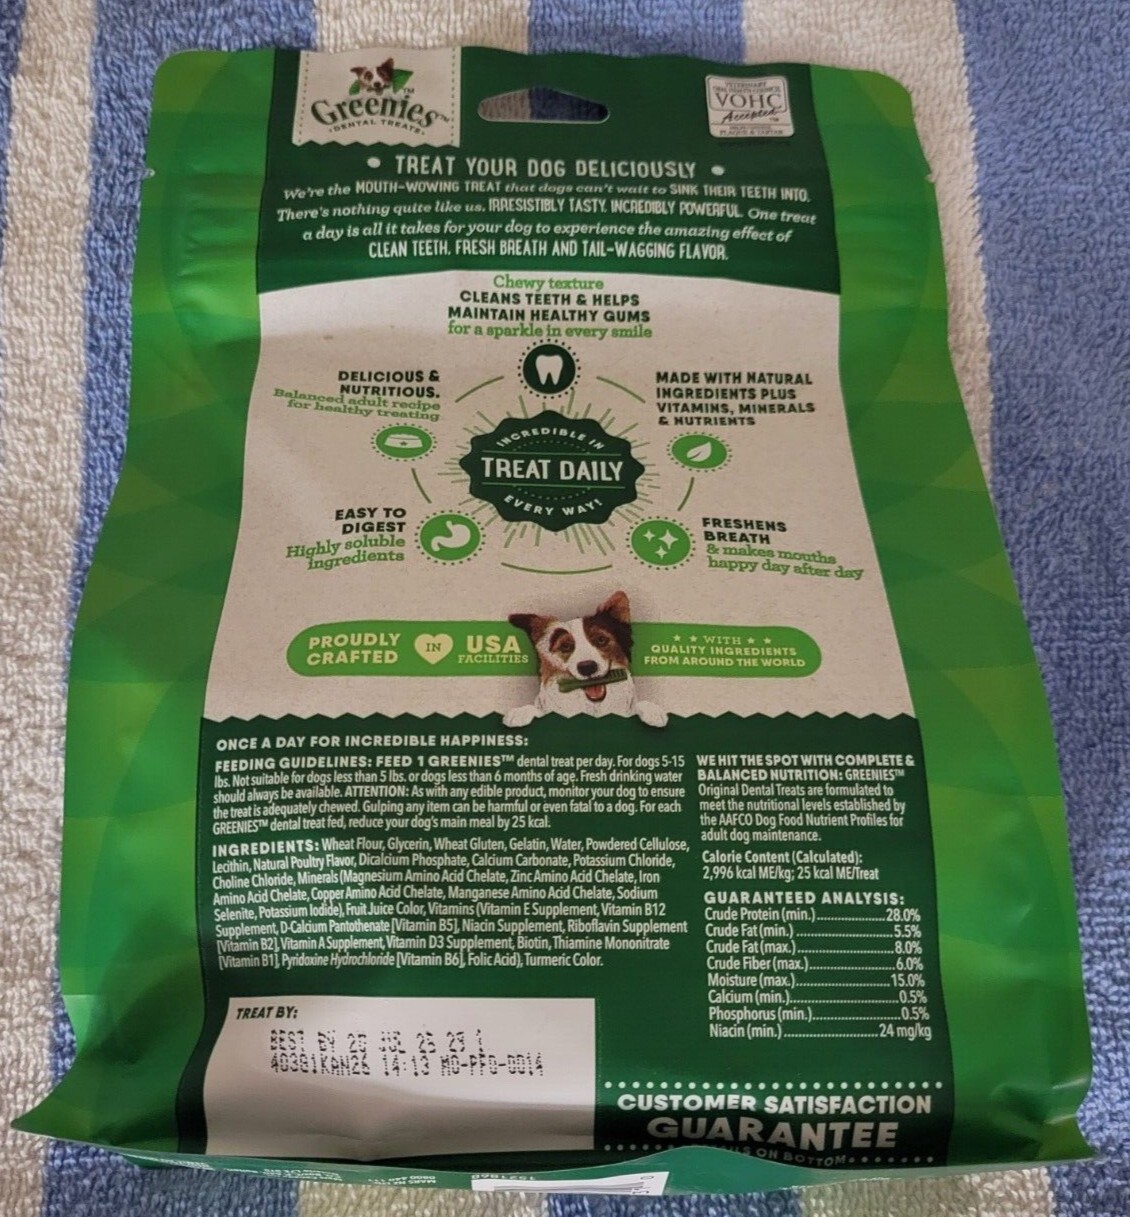 Greenies™
DENTAL TREATS
VETERINARY
ORAL HEALTH COUNCIL
VOHC
Accepted™
PLAQUE & TARTAR
• TREAT YOUR DOG DELICIOUSLY •
We're the MOUTH-WOWING TREAT that dogs can't wait to SINK THEIR TEETH INTO.
There's nothing quite like us. IRRESISTIBLY TASTY. INCREDIBLY POWERFUL. One treat
a day is all it takes for your dog to experience the amazing effect of
CLEAN TEETH. FRESH BREATH AND TAIL-WAGGING FLAVOR.
Chewy texture
CLEANS TEETH & HELPS
MAINTAIN HEALTHY GUMS
for a sparkle in every smile
DELICIOUS &
NUTRITIOUS.
Balanced adult recipe
for healthy treating
MADE WITH NATURAL
INGREDIENTS PLUS
VITAMINS, MINERALS
& NUTRIENTS
INCREDIBLE IN
TREAT DAILY
EVERY WAY!
EASY TO
DIGEST
Highly soluble
ingredients
FRESHENS
BREATH
& makes mouths
happy day after day
PROUDLY
CRAFTED
IN
USA
FACILITIES
WITH
QUALITY INGREDIENTS
FROM AROUND THE WORLD
ONCE A DAY FOR INCREDIBLE HAPPINESS:
FEEDING GUIDELINES: FEED 1 GREENIES™ dental treat per day. For dogs 5-15
lbs. Not suitable for dogs less than 5 lbs. or dogs less than 6 months of age. Fresh drinking water
should always be available. ATTENTION: As with any edible product, monitor your dog to ensure
the treat is adequately chewed. Gulping any item can be harmful or even fatal to a dog. For each
GREENIES™ dental treat fed, reduce your dog's main meal by 25 kcal.
INGREDIENTS: Wheat Flour, Glycerin, Wheat Gluten, Gelatin, Water, Powdered Cellulose,
Lecithin, Natural Poultry Flavor, Dicalcium Phosphate, Calcium Carbonate, Potassium Chloride,
Choline Chloride, Minerals (Magnesium Amino Acid Chelate, Zinc Amino Acid Chelate, Iron
Amino Acid Chelate, Copper Amino Acid Chelate, Manganese Amino Acid Chelate, Sodium
Selenite, Potassium Iodide), Fruit Juice Color, Vitamins (Vitamin E Supplement, Vitamin B12
Supplement, D-Calcium Pantothenate [Vitamin B5], Niacin Supplement, Riboflavin Supplement
[Vitamin B2], Vitamin A Supplement, Vitamin D3 Supplement, Biotin, Thiamine Mononitrate
[Vitamin B1], Pyridoxine Hydrochloride [Vitamin B6], Folic Acid), Turmeric Color.
WE HIT THE SPOT WITH COMPLETE &
BALANCED NUTRITION: GREENIES™
Original Dental Treats are formulated to
meet the nutritional levels established by
the AAFCO Dog Food Nutrient Profiles for
adult dog maintenance.
Calorie Content (Calculated):
2,996 kcal ME/kg; 25 kcal ME/Treat
GUARANTEED ANALYSIS:
Crude Protein (min.)....................28.0%
Crude Fat (min.)....................5.5%
Crude Fat (max.)....................8.0%
Crude Fiber (max.)....................6.0%
Moisture (max.)....................15.0%
Calcium (min.)....................0.5%
Phosphorus (min.)....................0.5%
Niacin (min.)....................24 mg/kg
TREAT BY:
BEST BY 
14:13 MO-PFO-0014
CUSTOMER SATISFACTION
GUARANTEE
ON BOTTOM